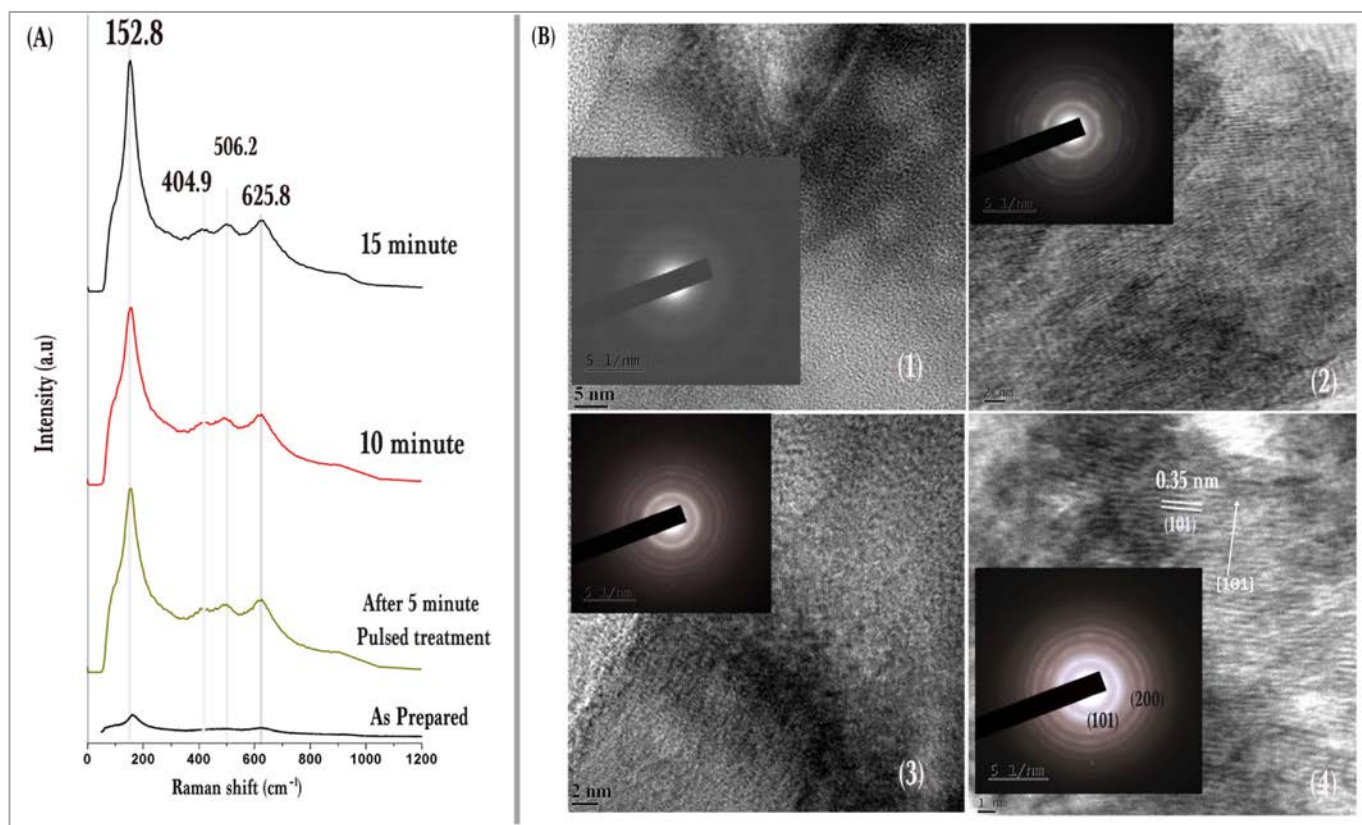 (A)
152.8
404.9
506.2
625.8
15 minute
10 minute
After 5 minute
Pulsed treatment
As Prepared
Intensity (a.u)
0 200 400 600 800 1000 1200
Raman shift (cm⁻¹)
(B)
5 1/nm
5 nm
(1)
5 1/nm
2 nm
(2)
5 1/nm
2 nm
(3)
0.35 nm
(101)
[101]
(200)
(101)
5 1/nm
1 nm
(4)